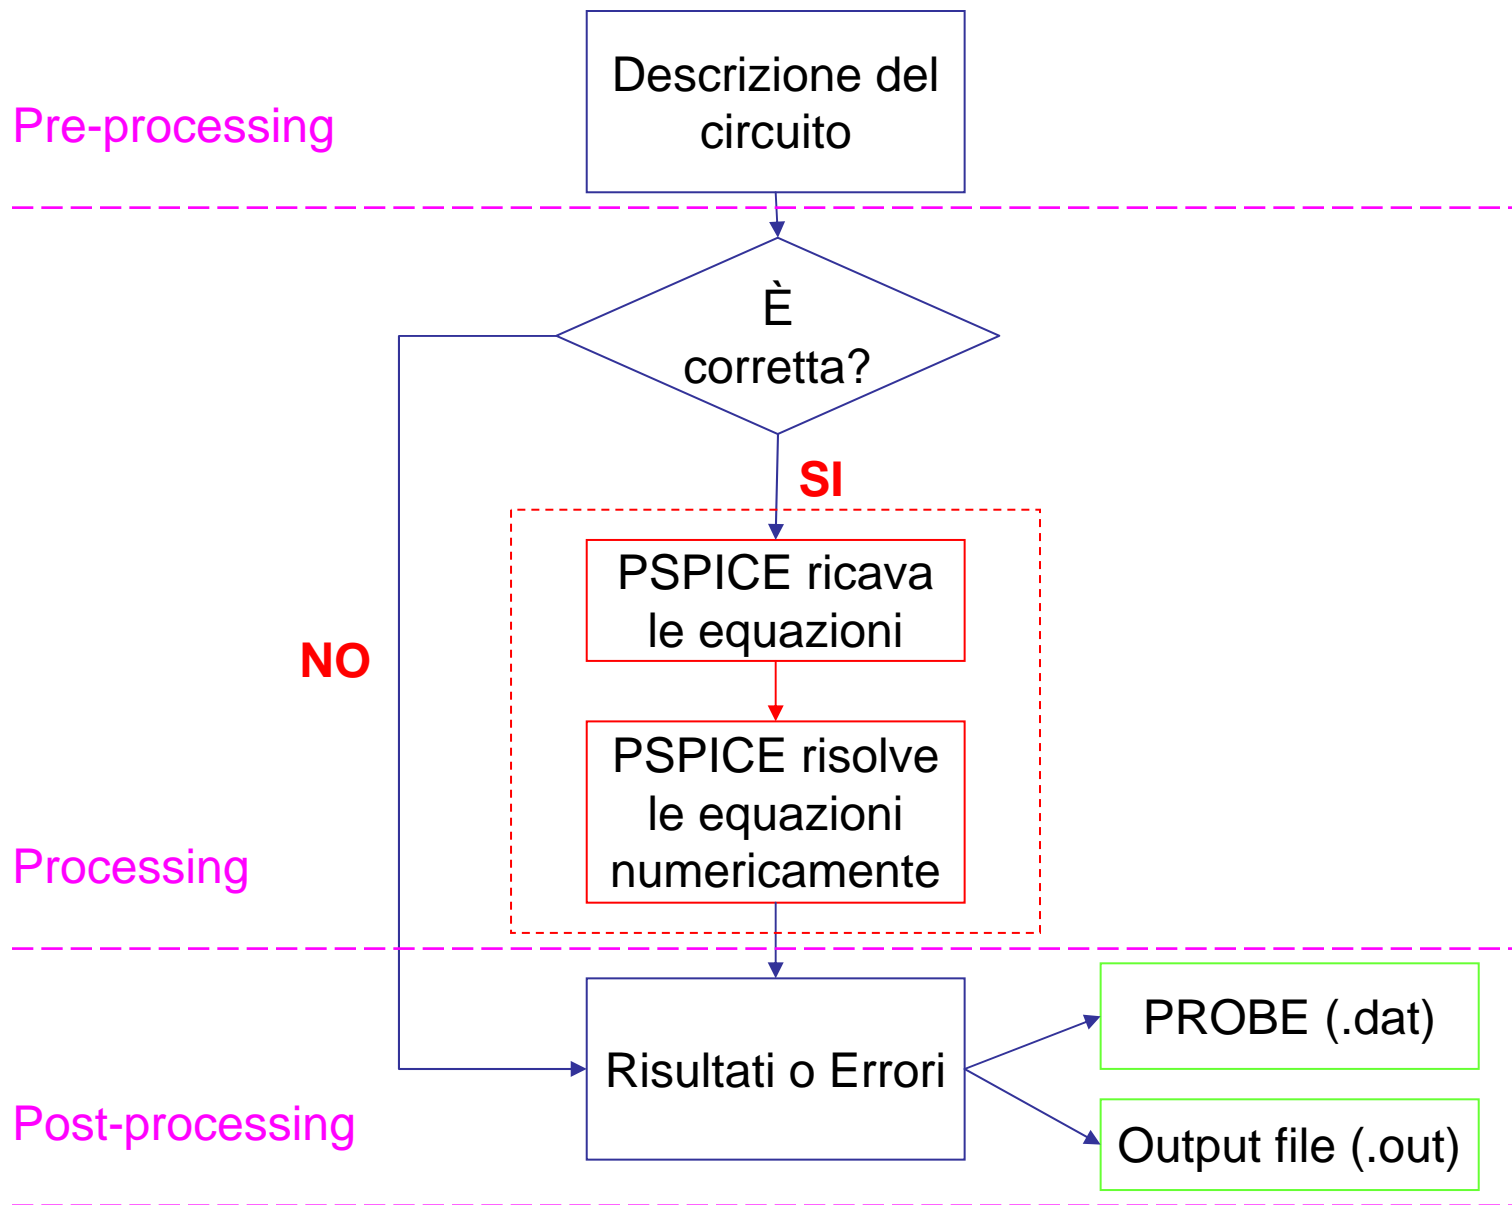 Descrizione del
circuito
Pre-processing
È
corretta?
SI
PSPICE ricava
le equazioni
NO
PSPICE risolve
le equazioni
numericamente
Processing
PROBE (.dat)
Risultati o Errori
Post-processing
Output file (.out)